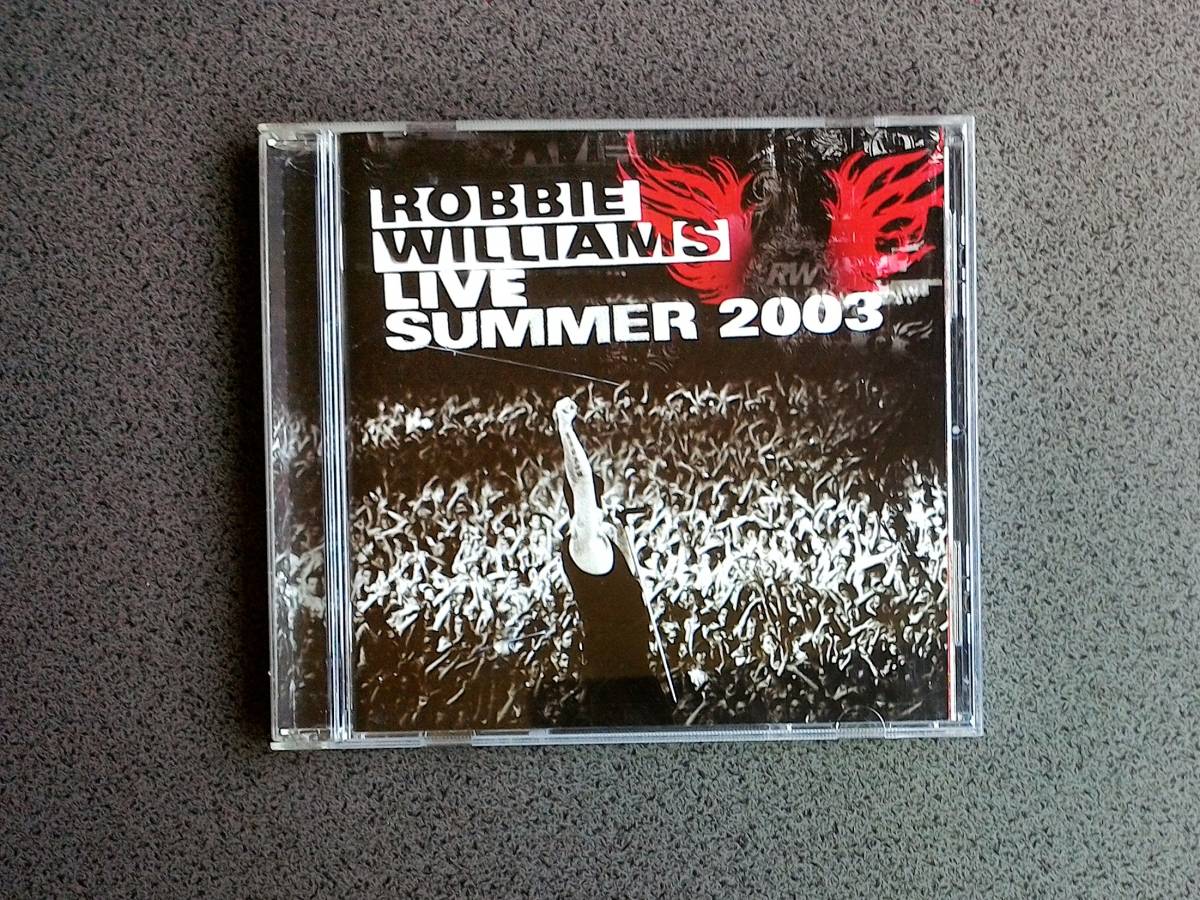 ROBBIE
WILLIAMS
LIVE
SUMMER 2003
RW